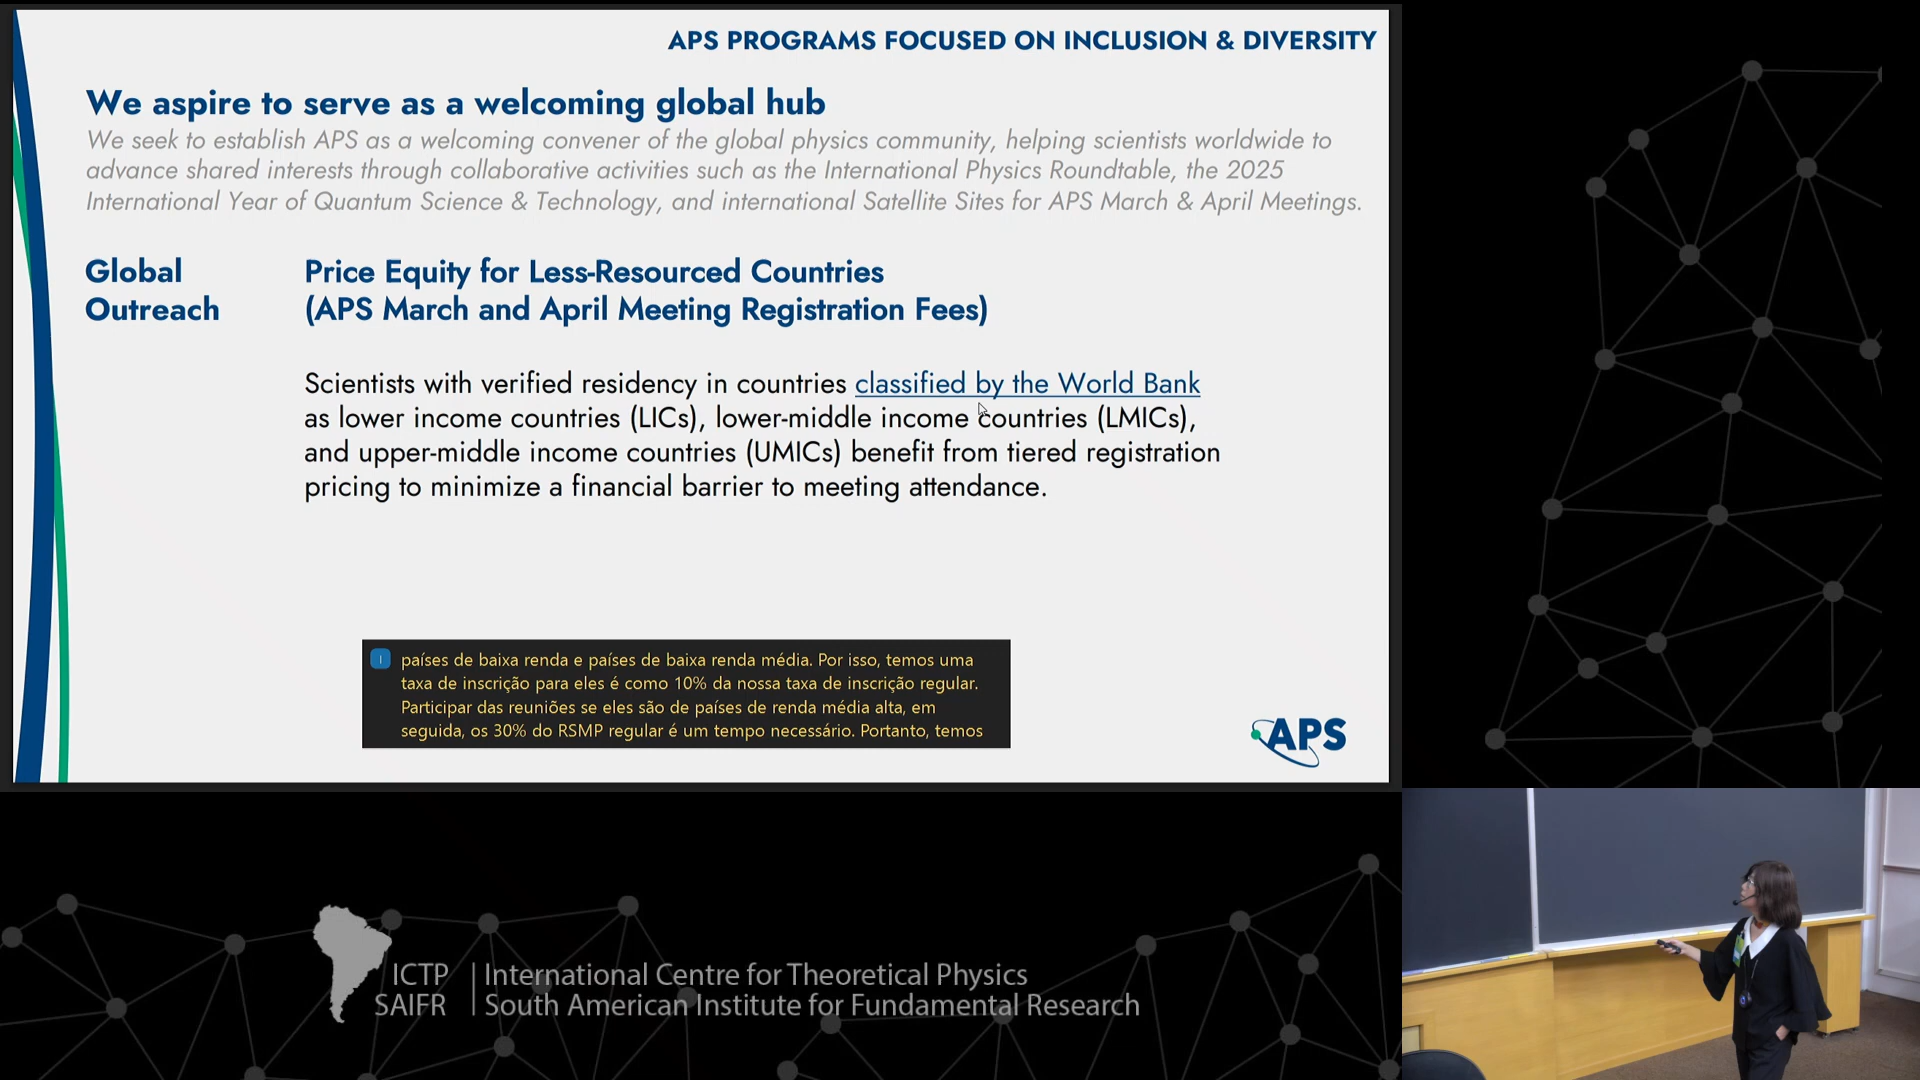 APS PROGRAMS FOCUSED ON INCLUSION & DIVERSITY
We aspire to serve as a welcoming global hub
We seek to establish APS as a welcoming convener of the global physics community, helping scientists worldwide to
advance shared interests through collaborative activities such as the International Physics Roundtable, the 2025
International Year of Quantum Science & Technology, and international Satellite Sites for APS March & April Meetings.
Global
Outreach
Price Equity for Less-Resourced Countries
(APS March and April Meeting Registration Fees)
Scientists with verified residency in countries classified by the World Bank
as lower income countries (LICs), lower-middle income countries (LMICs),
and upper-middle income countries (UMICs) benefit from tiered registration
pricing to minimize a financial barrier to meeting attendance.
países de baixa renda e países de baixa renda média. Por isso, temos uma
taxa de inscrição para eles é como 10% da nossa taxa de inscrição regular.
Participar das reuniões se eles são de países de renda média alta, em
seguida, os 30% do RSMP regular é um tempo necessário. Portanto, temos
APS
ICTP
SAIFR
International Centre for Theoretical Physics
South American Institute for Fundamental Research